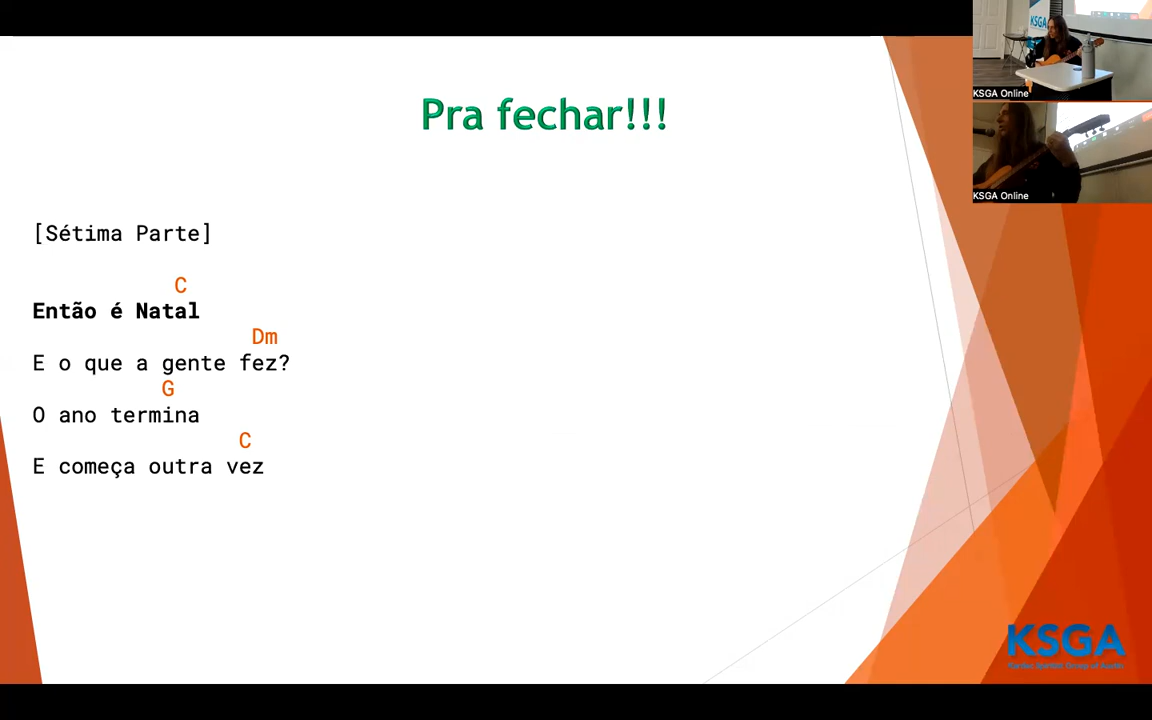 Pra fechar!!!
[Sétima Parte]
C
Então é Natal
Dm
E o que a gente fez?
G
O ano termina
C
E começa outra vez
KSGA
KSGA Online
KSGA Online
KSGA